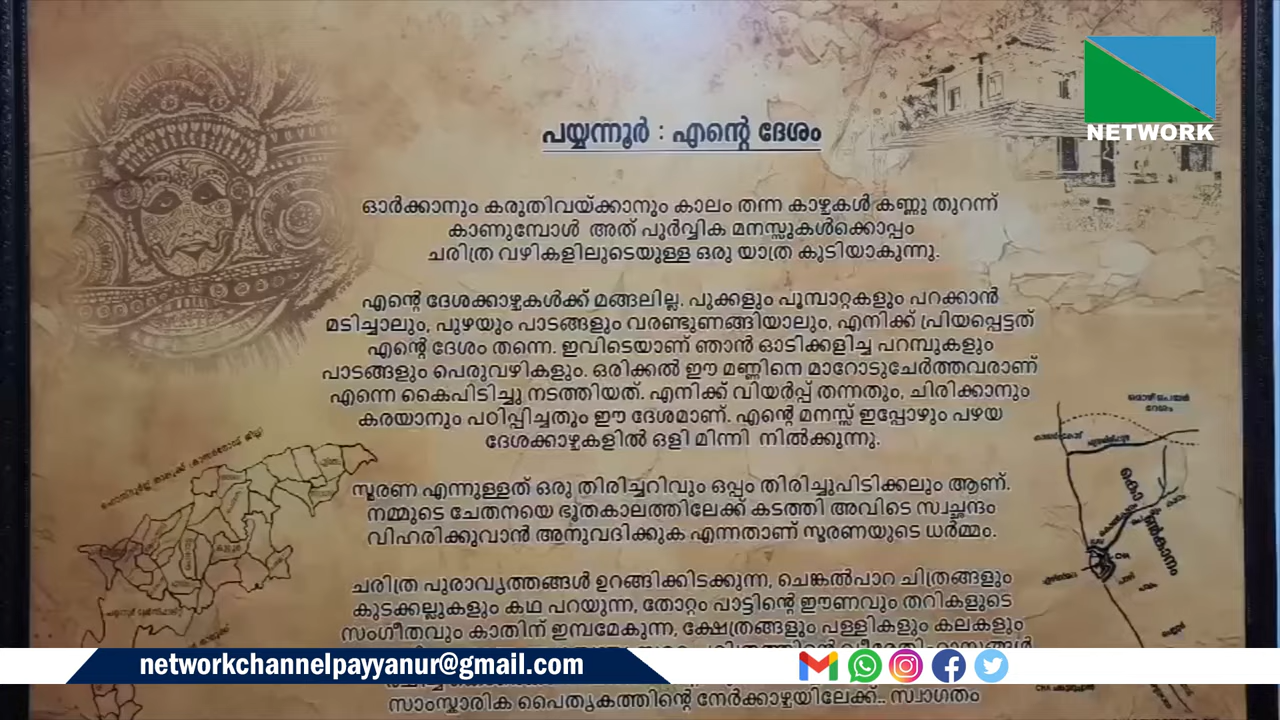 NETWORK
പയ്യന്നൂർ : എന്റെ ദേശം
ഓർക്കാനും കരുതിവയ്ക്കാനും കാലം തന്ന കാഴ്ചകൾ കണ്ണു തുറന്ന്
കാണുമ്പോൾ അത് പൂർവ്വിക മനസ്സുകൾക്കൊപ്പം
ചരിത്ര വഴികളിലൂടെയുള്ള ഒരു യാത്ര കൂടിയാകുന്നു.
എന്റെ ദേശക്കാഴ്ചകൾക്ക് മങ്ങലില്ല. പൂക്കളും പൂമ്പാറ്റകളും പറക്കാൻ
മടിച്ചാലും, പുഴയും പാടങ്ങളും വരണ്ടുണങ്ങിയാലും, എനിക്ക് പ്രിയപ്പെട്ടത്
എന്റെ ദേശം തന്നെ. ഇവിടെയാണ് ഞാൻ ഓടിക്കളിച്ച പറമ്പുകളും
പാടങ്ങളും പെരുവഴികളും. ഒരിക്കൽ ഈ മണ്ണിനെ മാറോടുചേർത്തവരാണ്
എന്നെ കൈപിടിച്ചു നടത്തിയത്. എനിക്ക് വിയർപ്പ് തന്നതും, ചിരിക്കാനും
കരയാനും പഠിപ്പിച്ചതും ഈ ദേശമാണ്. എന്റെ മനസ്സ് ഇപ്പോഴും പഴയ
ദേശക്കാഴ്ചകളിൽ ഒളി മിന്നി നിൽക്കുന്നു.
സ്മരണ എന്നുള്ളത് ഒരു തിരിച്ചറിവും ഒപ്പം തിരിച്ചുപിടിക്കലും ആണ്.
നമ്മുടെ ചേതനയെ ഭൂതകാലത്തിലേക്ക് കടത്തി അവിടെ സ്വച്ഛന്ദം
വിഹരിക്കുവാൻ അനുവദിക്കുക എന്നതാണ് സ്മരണയുടെ ധർമ്മം.
ചരിത്ര പുരാവൃത്തങ്ങൾ ഉറങ്ങിക്കിടക്കുന്ന, ചെങ്കൽപാറ ചിത്രങ്ങളും
കുടക്കല്ലുകളും കഥ പറയുന്ന, തോറ്റം പാട്ടിന്റെ ഈണവും തറികളുടെ
സംഗീതവും കാതിന് ഇമ്പമേകുന്ന, ക്ഷേത്രങ്ങളും പള്ളികളും കലകളും
networkchannelpayyanur@gmail.com
സാംസ്കാരിക പൈതൃകത്തിന്റെ നേർക്കാഴ്ചയിലേക്ക്.. സ്വാഗതം